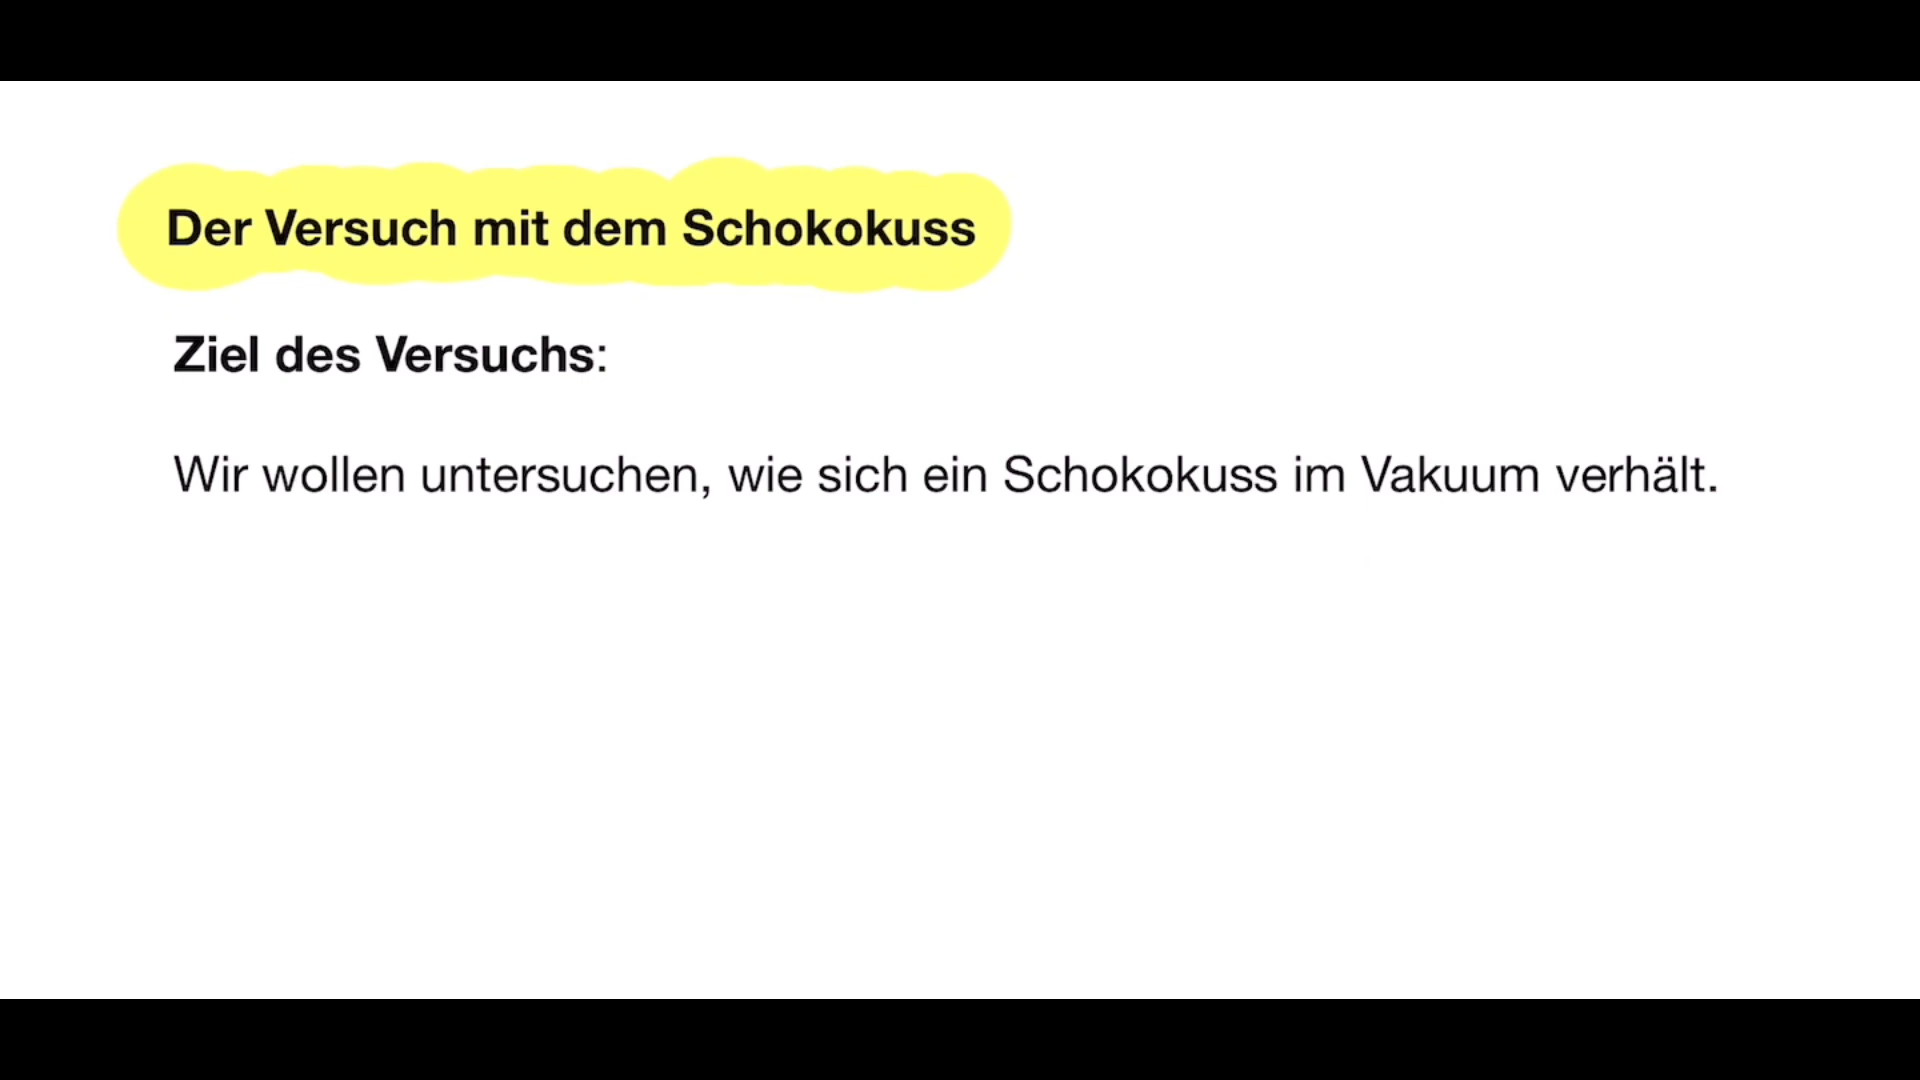 Der Versuch mit dem Schokokuss
Ziel des Versuchs:
Wir wollen untersuchen, wie sich ein Schokokuss im Vakuum verhält.